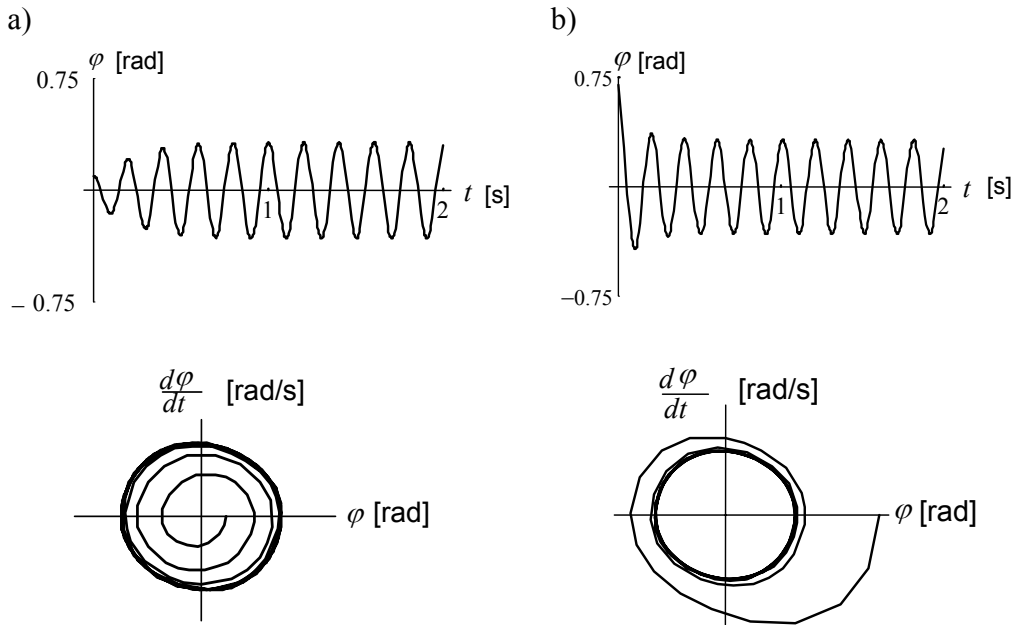 a)
φ [rad]
0.75
1
2
t [s]
– 0.75
b)
φ [rad]
0.75
1
2
t [s]
–0.75
dφ/dt [rad/s]
φ [rad]
dφ/dt [rad/s]
φ [rad]